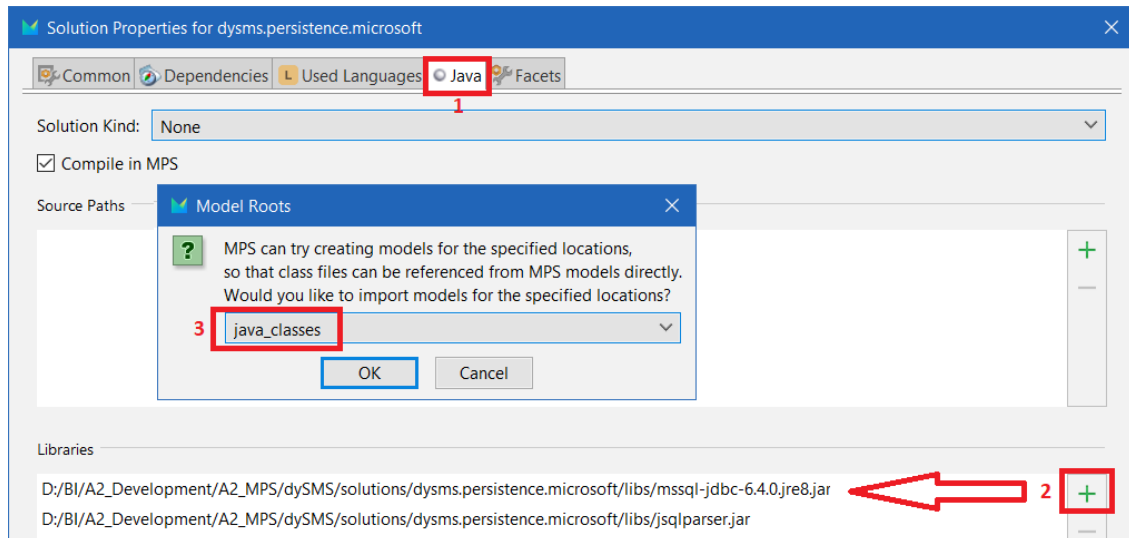 Solution Properties for dysms.persistence.microsoft
Common Dependencies L Used Languages Java Facets
1
Solution Kind: None
Compile in MPS
Source Paths
Model Roots
? MPS can try creating models for the specified locations,
so that class files can be referenced from MPS models directly.
Would you like to import models for the specified locations?
3 java_classes
OK Cancel
Libraries
D:/BI/A2_Development/A2_MPS/dySMS/solutions/dysms.persistence.microsoft/libs/mssql-jdbc-6.4.0.jre8.jar 2
D:/BI/A2_Development/A2_MPS/dySMS/solutions/dysms.persistence.microsoft/libs/jsqlparser.jar